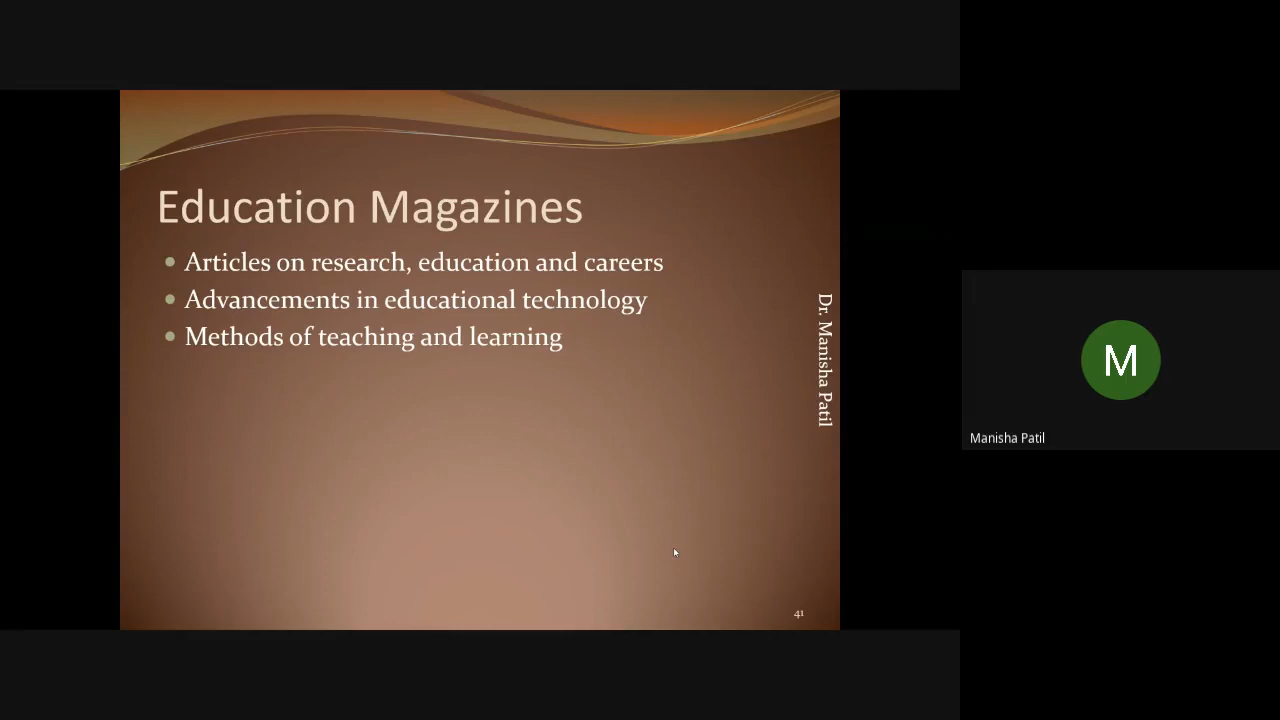 Education Magazines
Articles on research, education and careers
Advancements in educational technology
Methods of teaching and learning
Dr. Manisha Patil
41
M
Manisha Patil